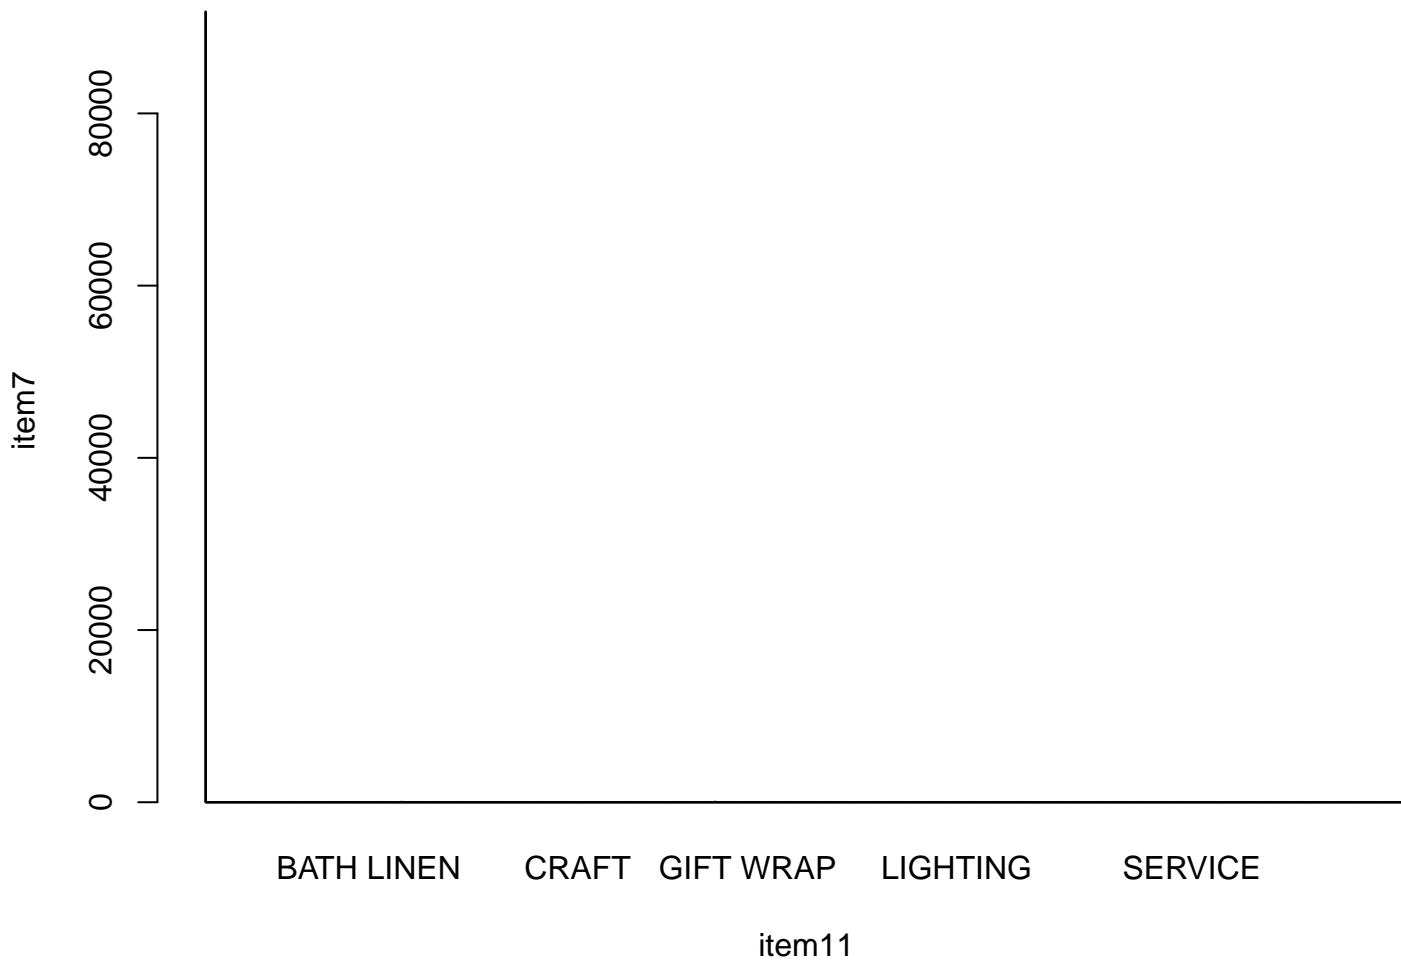 80000
60000
40000
20000
0
item7
BATH LINEN CRAFT GIFT WRAP LIGHTING SERVICE
item11